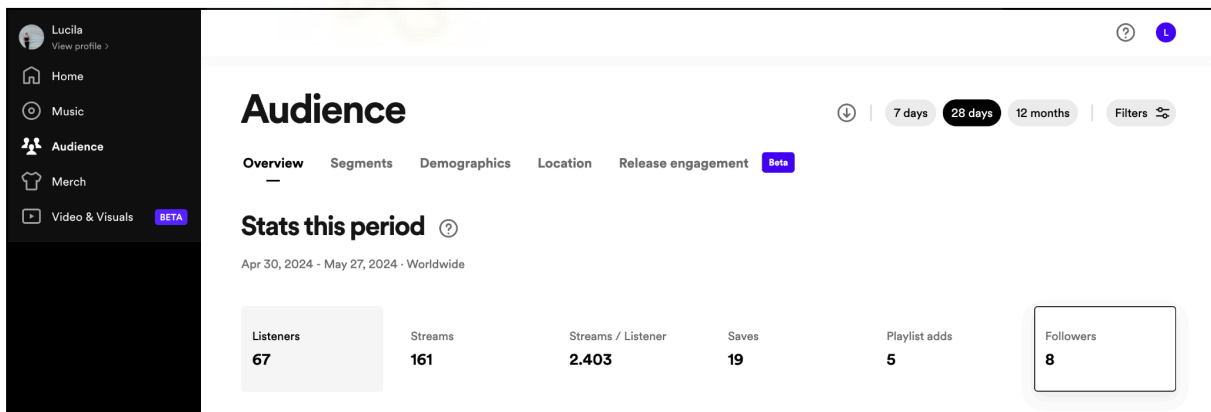 Lucila
View profile >
Home
Music
Audience
Merch
Video & Visuals BETA
L
Audience
7 days 28 days 12 months Filters
Overview Segments Demographics Location Release engagement Beta
Stats this period
Apr 30, 2024 - May 27, 2024 · Worldwide
Listeners Streams Streams / Listener Saves Playlist adds Followers
67 161 2.403 19 5 8